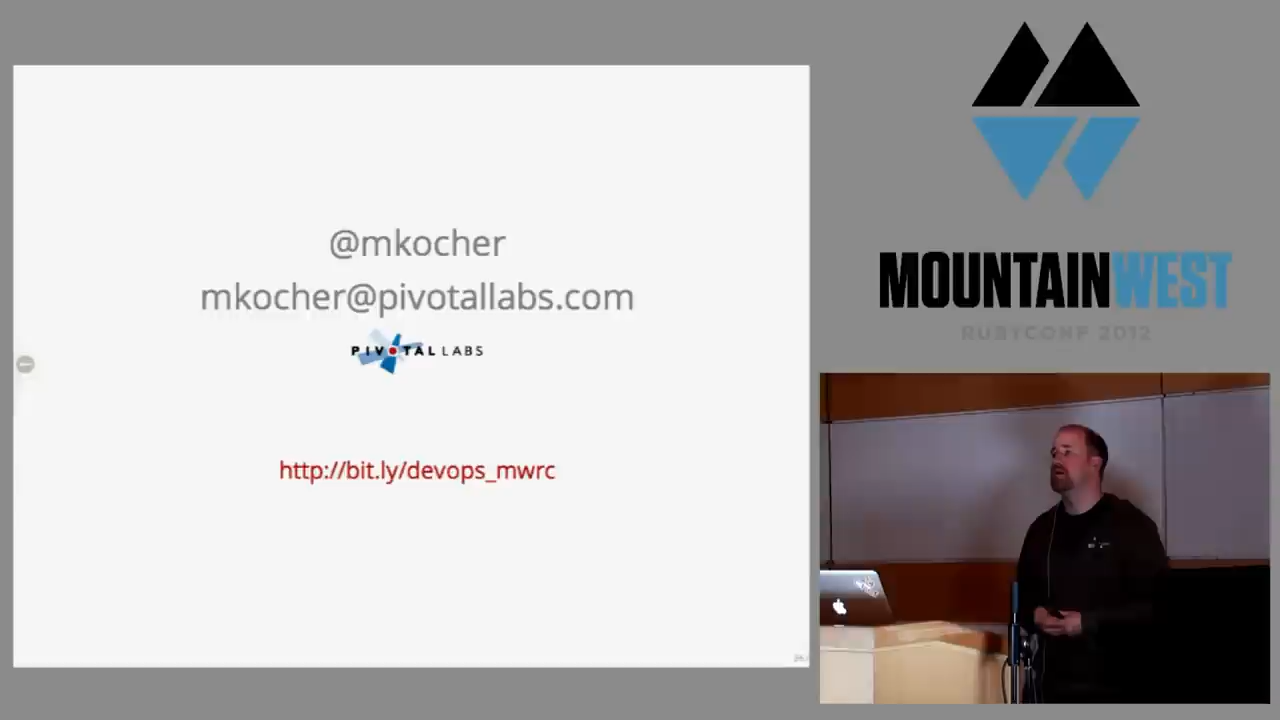 @mkocher
mkocher@pivotallabs.com
PIVOTAL LABS
http://bit.ly/devops_mwrc
MOUNTAINWEST
RUBYCONF 2012